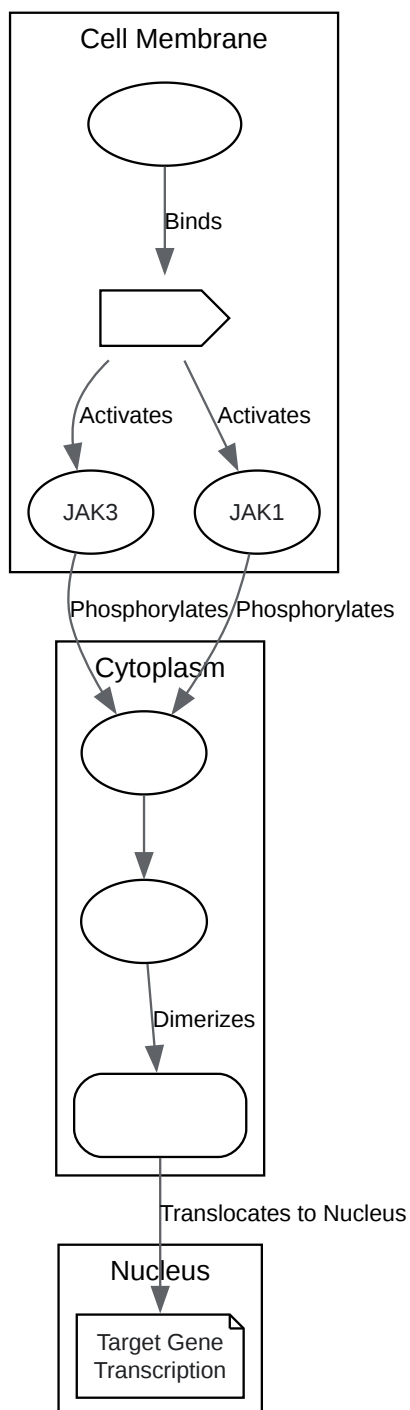 Cell Membrane
Binds
Activates
Activates
JAK3
JAK1
Phosphorylates
Phosphorylates
Cytoplasm
Dimerizes
Translocates to Nucleus
Nucleus
Target Gene
Transcription